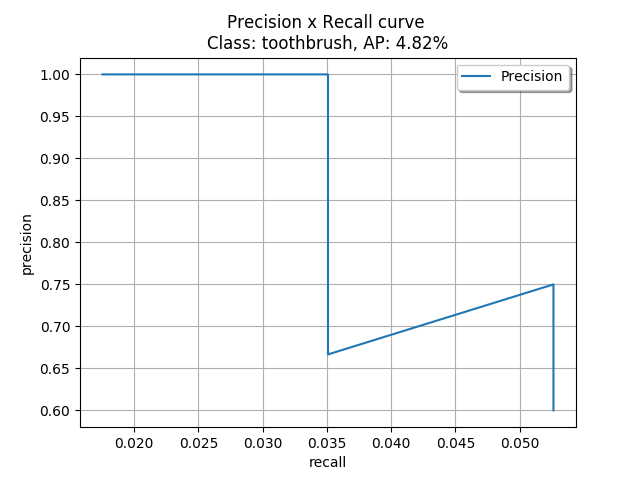 Precision x Recall curve
Class: toothbrush, AP: 4.82%
Precision
1.00
0.95
0.90
0.85
0.80
0.75
0.70
0.65
0.60
precision
0.020 0.025 0.030 0.035 0.040 0.045 0.050
recall